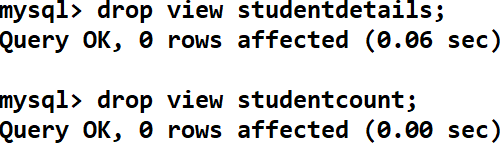 mysql> drop view studentdetails;
Query OK, 0 rows affected (0.06 sec)
mysql> drop view studentcount;
Query OK, 0 rows affected (0.00 sec)